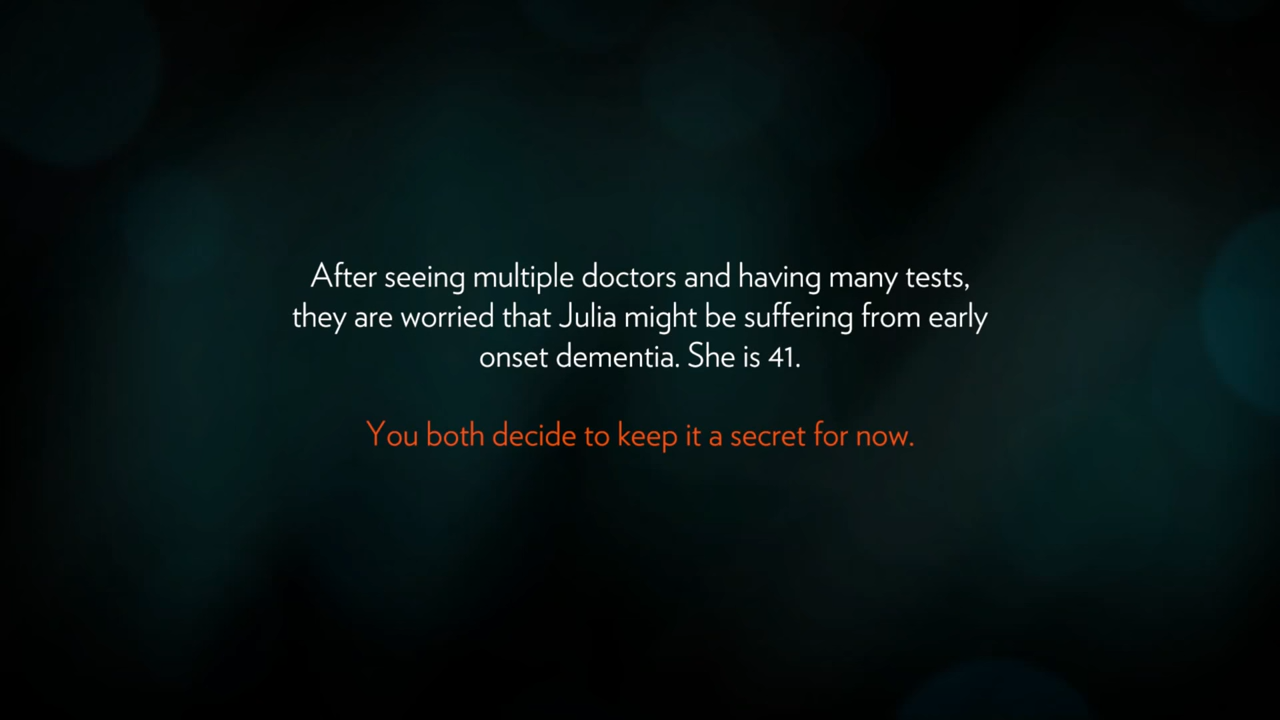 After seeing multiple doctors and having many tests,
they are worried that Julia might be suffering from early
onset dementia. She is 41.
You both decide to keep it a secret for now.